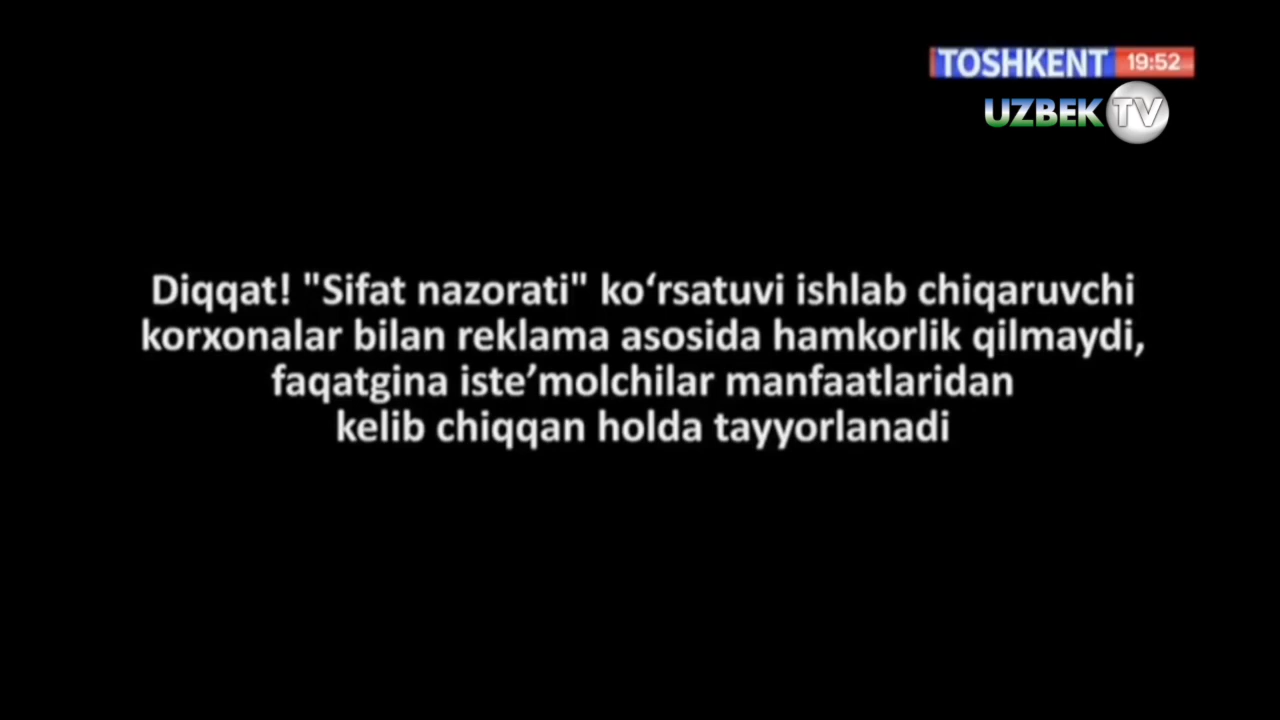 TOSHKENT 19:52
UZBEK TV
Diqqat! "Sifat nazorati" ko‘rsatuvi ishlab chiqaruvchi
korxonalar bilan reklama asosida hamkorlik qilmaydi,
faqatgina iste’molchilar manfaatlaridan
kelib chiqqan holda tayyorlanadi